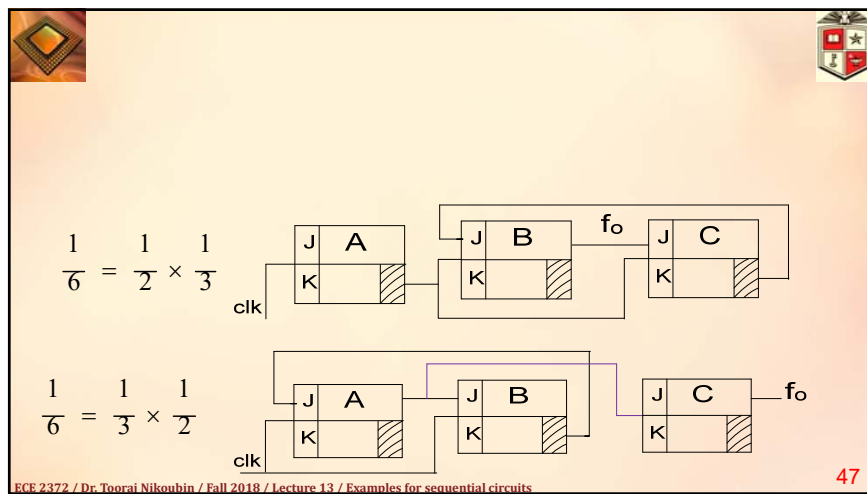 1/6 = 1/2 × 1/3
J A
K
clk
J B
K
fo
J C
K
1/6 = 1/3 × 1/2
J A
K
clk
J B
K
J C
K
fo
ECE 2372 / Dr. Tooraj Nikoubin / Fall 2018 / Lecture 13 / Examples for sequential circuits
47